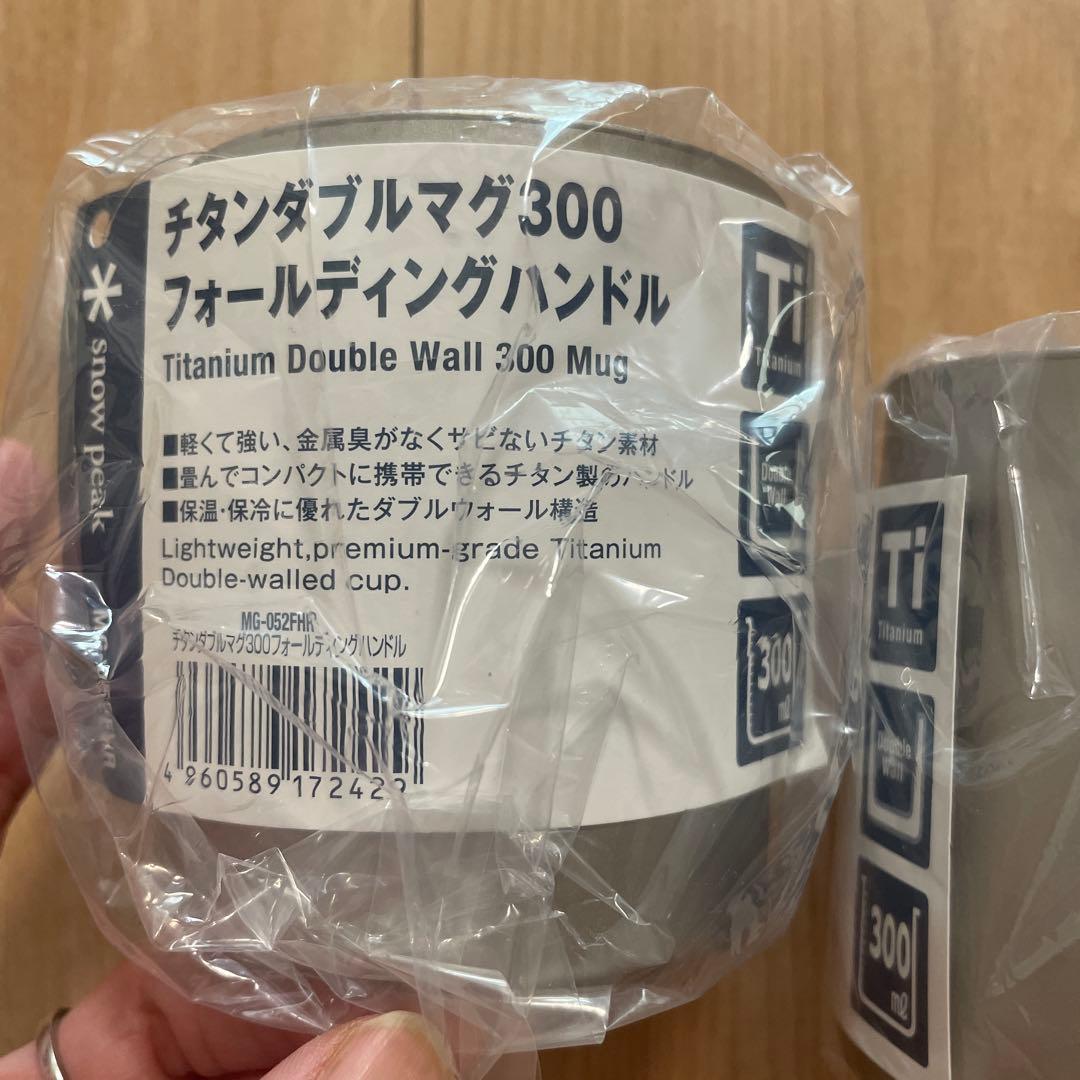 snow peak
チタンダブルマグ300
フォールディングハンドル
Titanium Double Wall 300 Mug
■軽くて強い、金属臭がなくサビないチタン素材
■畳んでコンパクトに携帯できるチタン製のハンドル
■保温・保冷に優れたダブルウォール構造
Lightweight,premium-grade Titanium
Double-walled cup.
MG-052FHR
チタンダブルマグ300フォールディングハンドル
4 960589 172429
Ti
Titanium
Double
Wall
300
ml
Ti
Titanium
Double
Wall
300
ml